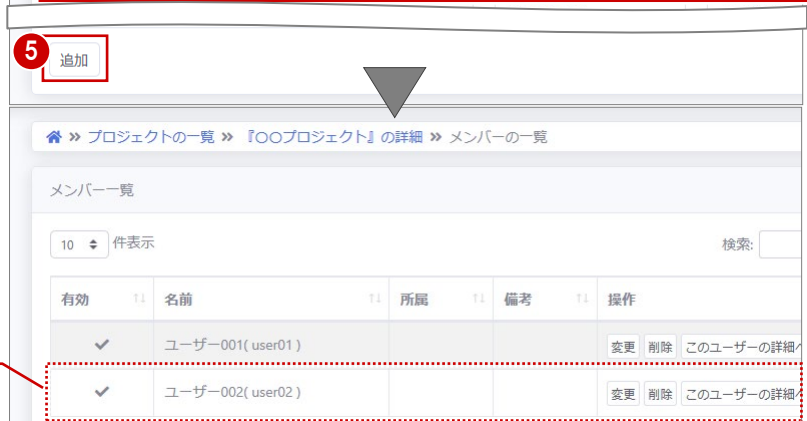 5
追加
» プロジェクトの一覧 » 『〇〇プロジェクト』の詳細 » メンバーの一覧
メンバー一覧
10 件表示 検索:
有効 ↑↓ 名前 ↑↓ 所属 ↑↓ 備考 ↑↓ 操作
✓ ユーザー001( user01 ) 変更 削除 このユーザーの詳細へ
✓ ユーザー002( user02 ) 変更 削除 このユーザーの詳細へ